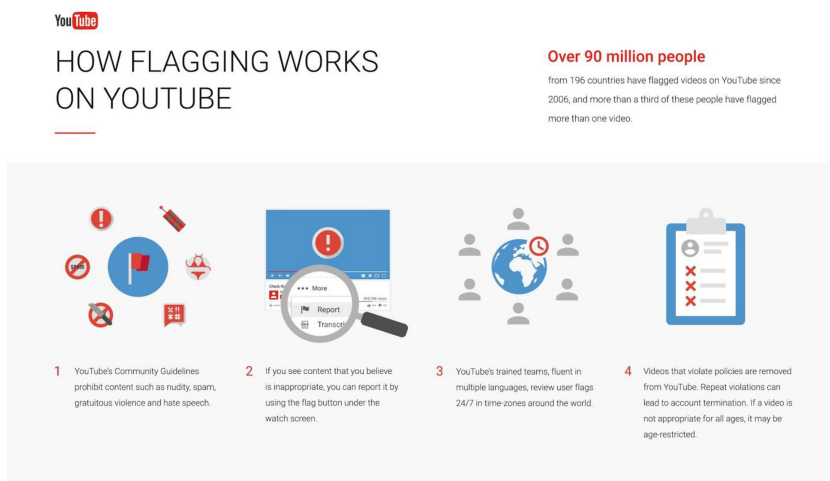 YouTube
HOW FLAGGING WORKS
ON YOUTUBE
Over 90 million people
from 196 countries have flagged videos on YouTube since
2006, and more than a third of these people have flagged
more than one video.
SPAM
••• More
Report
Transcri
1 YouTube's Community Guidelines
prohibit content such as nudity, spam,
gratuitous violence and hate speech.
2 If you see content that you believe
is inappropriate, you can report it by
using the flag button under the
watch screen.
3 YouTube's trained teams, fluent in
multiple languages, review user flags
24/7 in time-zones around the world.
4 Videos that violate policies are removed
from YouTube. Repeat violations can
lead to account termination. If a video is
not appropriate for all ages, it may be
age-restricted.